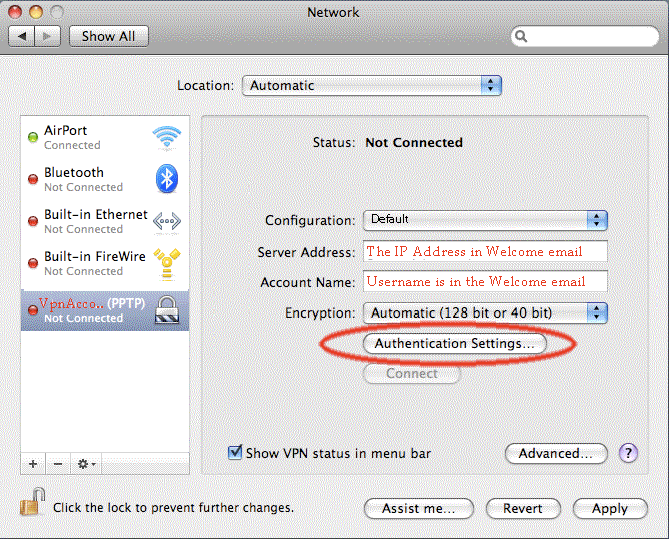 Network
Show All
Location: Automatic
AirPort
Connected
Bluetooth
Not Connected
Built-in Ethernet
Not Connected
Built-in FireWire
Not Connected
VpnAcco.. (PPTP)
Not Connected
Status: Not Connected
Configuration: Default
Server Address: The IP Address in Welcome email
Account Name: Username is in the Welcome email
Encryption: Automatic (128 bit or 40 bit)
Authentication Settings...
Connect
Show VPN status in menu bar
Advanced...
?
Click the lock to prevent further changes.
Assist me...
Revert
Apply